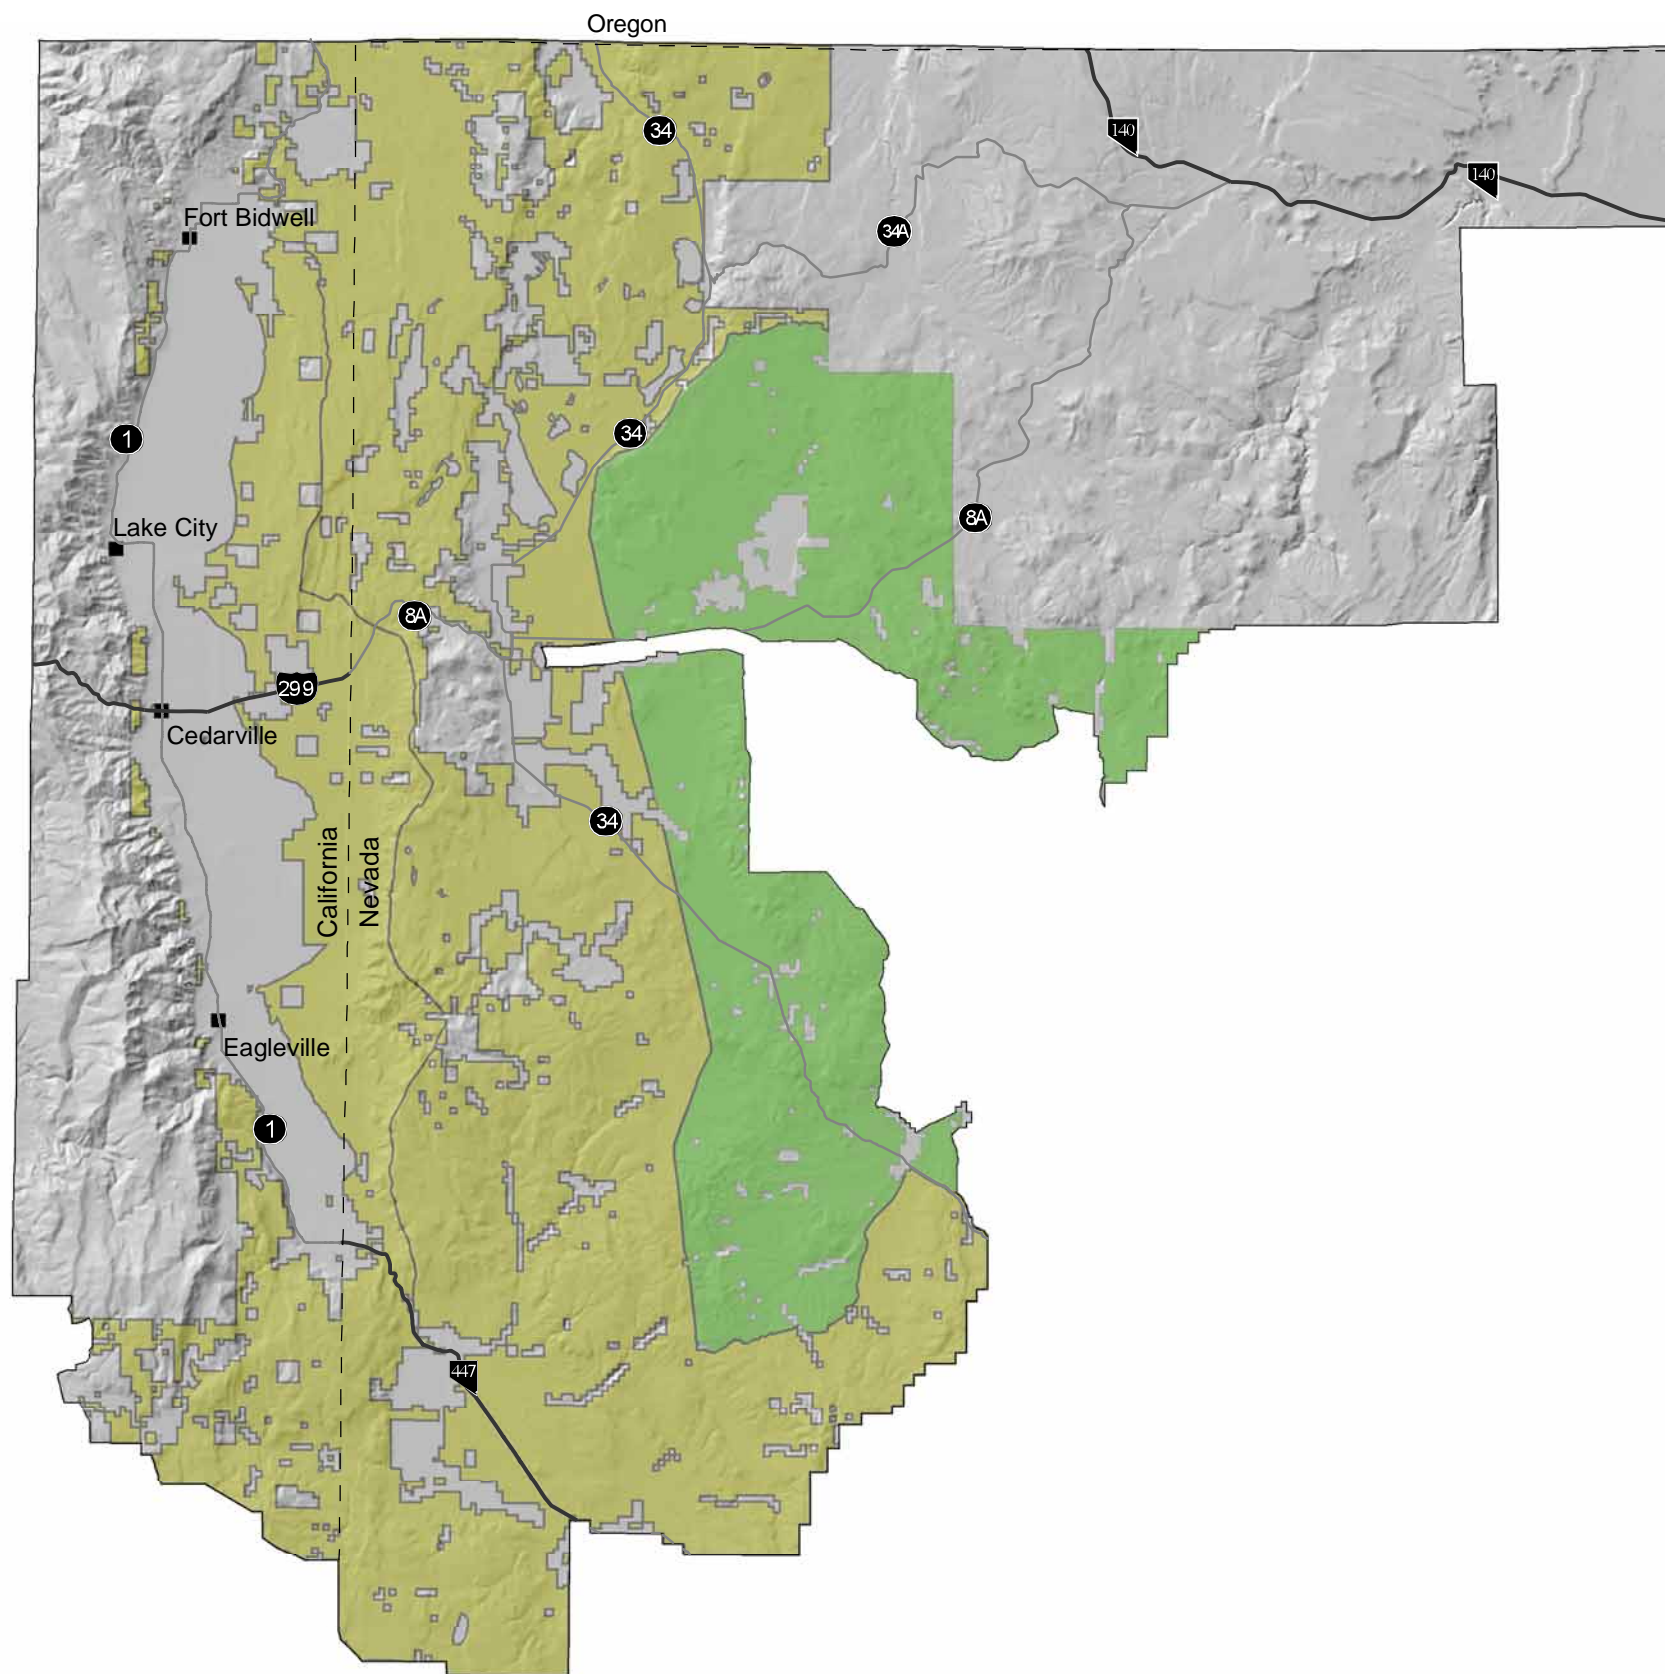 Oregon
34
140
140
Fort Bidwell
34A
34
1
8A
Lake City
8A
299
Cedarville
34
California
Nevada
Eagleville
1
447